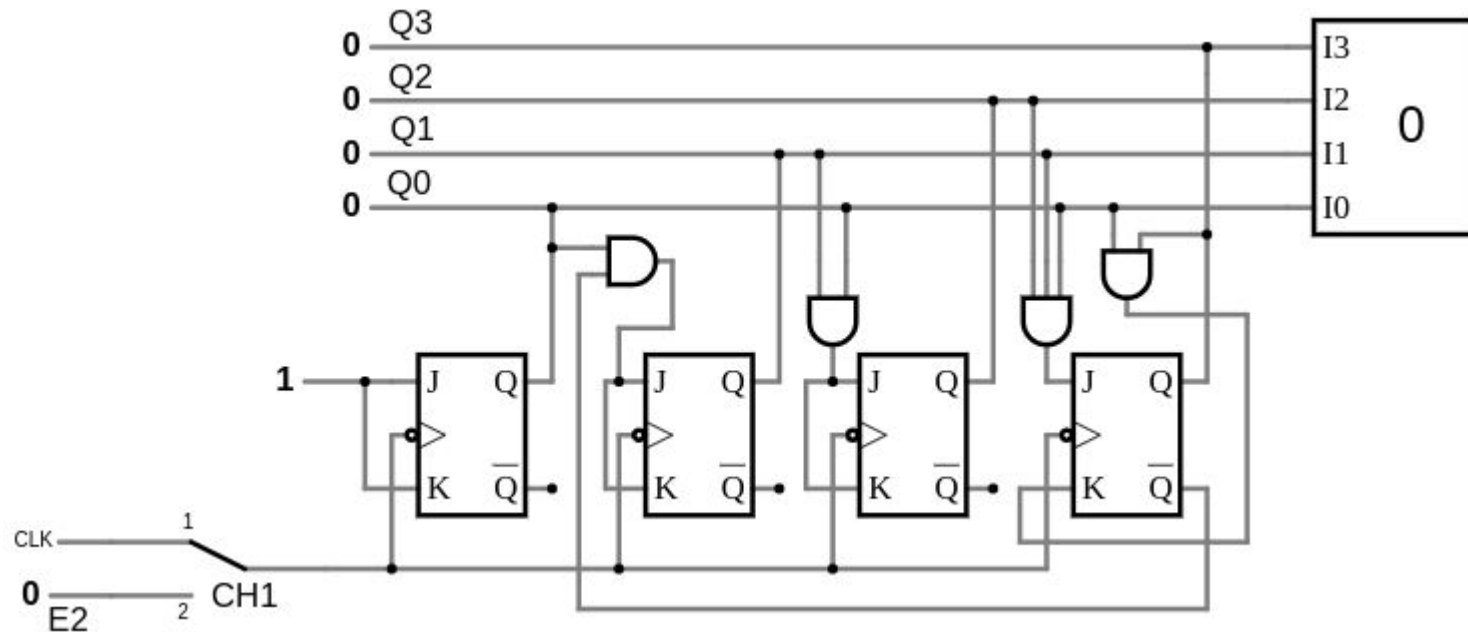 0 Q3 I3
0 Q2 I2
0
0 Q1 I1
0 Q0 I0
1 J Q J Q J Q J Q
K Q̅ K Q̅ K Q̅ K Q̅
CLK 1
0 E2 2 CH1